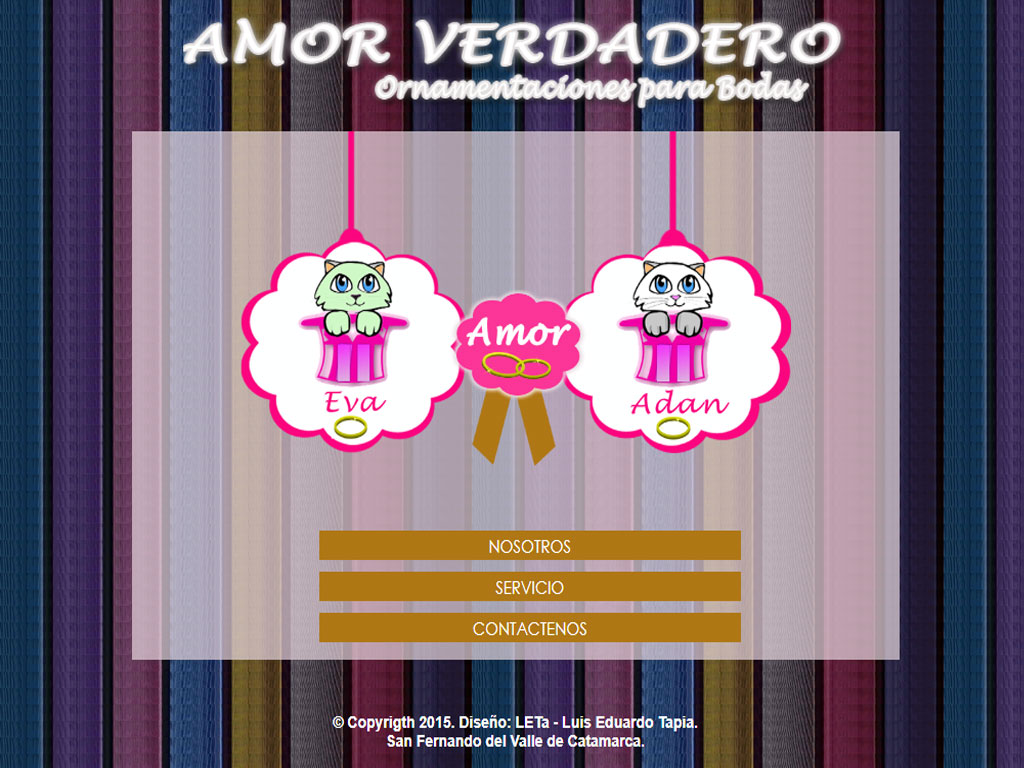 AMOR VERDADERO
Ornamentaciones para Bodas
Amor
Eva
Adan
NOSOTROS
SERVICIO
CONTACTENOS
© Copyrigth 2015. Diseño: LETa - Luis Eduardo Tapia.
San Fernando del Valle de Catamarca.